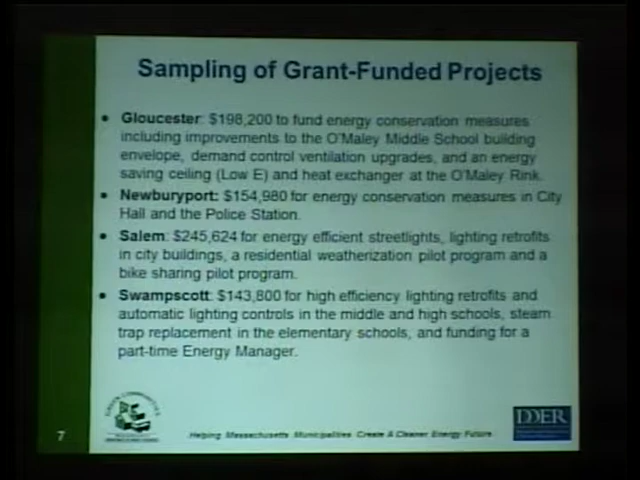 Sampling of Grant-Funded Projects
• Gloucester: $198,200 to fund energy conservation measures
including improvements to the O'Maley Middle School building
envelope, demand control ventilation upgrades, and an energy
saving ceiling (Low E) and heat exchanger at the O'Maley Rink.
• Newburyport: $154,980 for energy conservation measures in City
Hall and the Police Station.
• Salem: $245,624 for energy efficient streetlights, lighting retrofits
in city buildings, a residential weatherization pilot program and a
bike sharing pilot program.
• Swampscott: $143,800 for high efficiency lighting retrofits and
automatic lighting controls in the middle and high schools, steam
trap replacement in the elementary schools, and funding for a
part-time Energy Manager.
GREEN COMMUNITIES
DOER
7
Helping Massachusetts Municipalities Create A Cleaner Energy Future